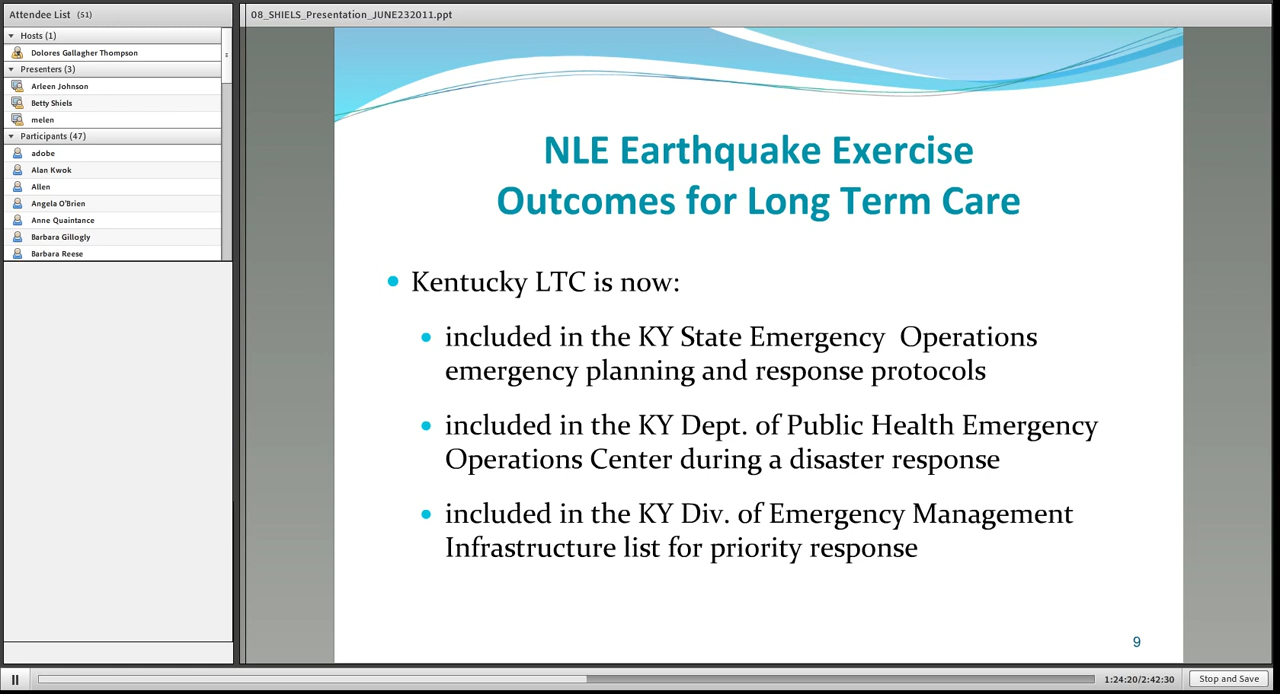 Attendee List (51)
Hosts (1)
Dolores Gallagher Thompson
Presenters (3)
Arleen Johnson
Betty Shiels
melen
Participants (47)
adobe
Alan Kwok
Allen
Angela O'Brien
Anne Quaintance
Barbara Gillogly
Barbara Reese
08_SHIELS_Presentation_JUNE232011.ppt
NLE Earthquake Exercise
Outcomes for Long Term Care
Kentucky LTC is now:
included in the KY State Emergency Operations
emergency planning and response protocols
included in the KY Dept. of Public Health Emergency
Operations Center during a disaster response
included in the KY Div. of Emergency Management
Infrastructure list for priority response
9
1:24:20/2:42:30
Stop and Save